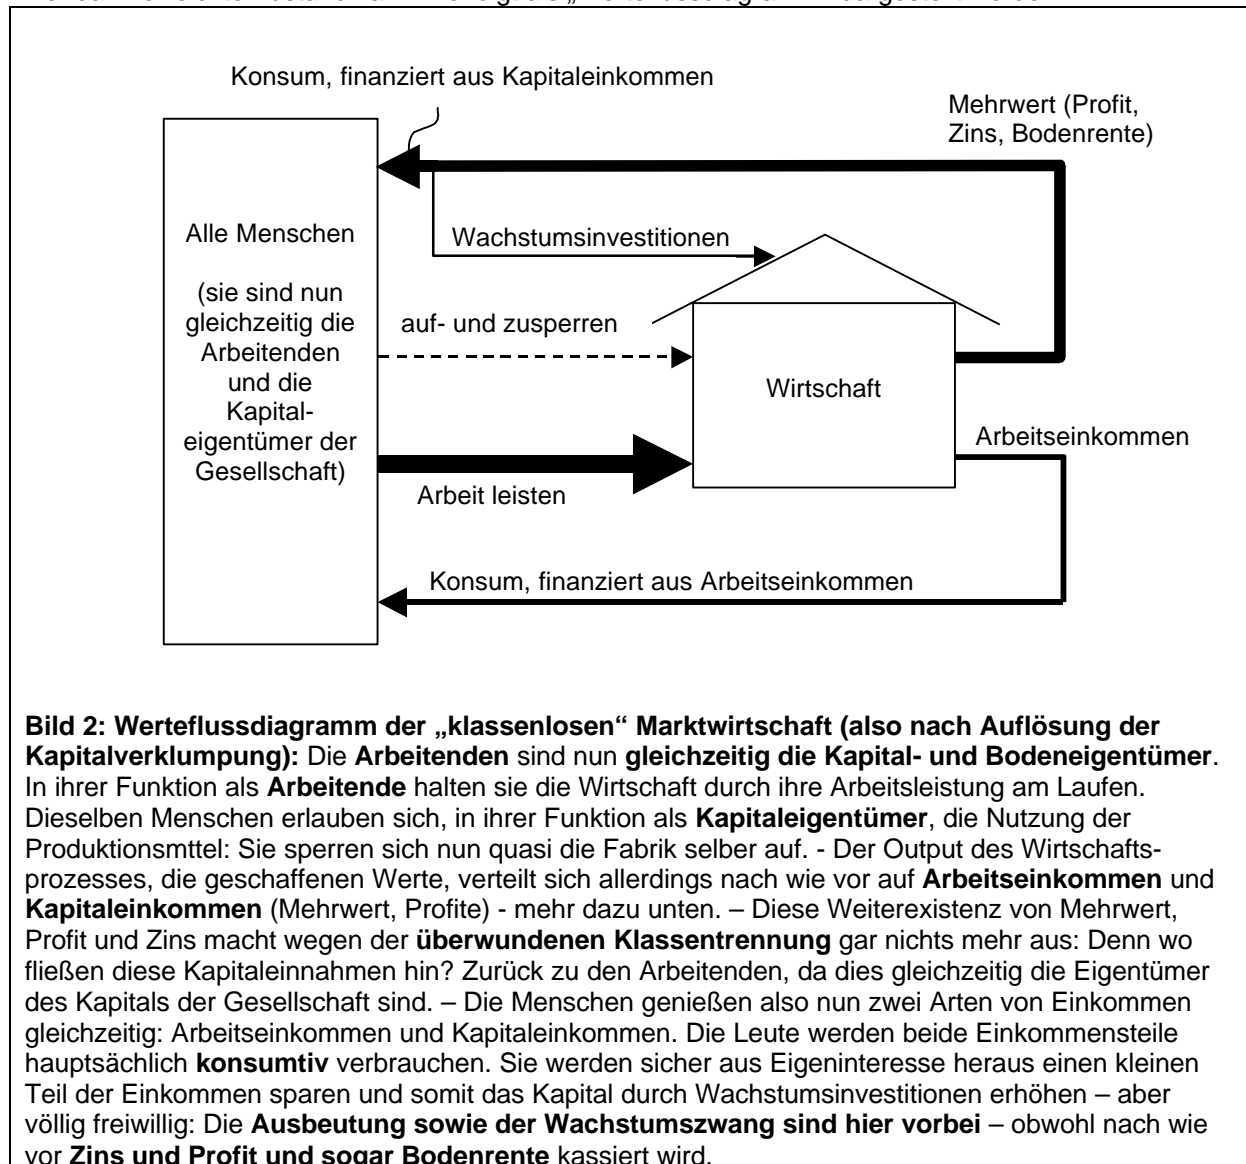 Konsum, finanziert aus Kapitaleinkommen
Mehrwert (Profit,
Zins, Bodenrente)
Alle Menschen
(sie sind nun
gleichzeitig die
Arbeitenden
und die
Kapital-
eigentümer der
Gesellschaft)
Wachstumsinvestitionen
auf- und zusperren
Wirtschaft
Arbeitseinkommen
Arbeit leisten
Konsum, finanziert aus Arbeitseinkommen
Bild 2: Werteflussdiagramm der „klassenlosen“ Marktwirtschaft (also nach Auflösung der
Kapitalverklumpung): Die Arbeitenden sind nun gleichzeitig die Kapital- und Bodeneigentümer.
In ihrer Funktion als Arbeitende halten sie die Wirtschaft durch ihre Arbeitsleistung am Laufen.
Dieselben Menschen erlauben sich, in ihrer Funktion als Kapitaleigentümer, die Nutzung der
Produktionsmttel: Sie sperren sich nun quasi die Fabrik selber auf. - Der Output des Wirtschafts-
prozesses, die geschaffenen Werte, verteilt sich allerdings nach wie vor auf Arbeitseinkommen und
Kapitaleinkommen (Mehrwert, Profite) - mehr dazu unten. – Diese Weiterexistenz von Mehrwert,
Profit und Zins macht wegen der überwundenen Klassentrennung gar nichts mehr aus: Denn wo
fließen diese Kapitaleinnahmen hin? Zurück zu den Arbeitenden, da dies gleichzeitig die Eigentümer
des Kapitals der Gesellschaft sind. – Die Menschen genießen also nun zwei Arten von Einkommen
gleichzeitig: Arbeitseinkommen und Kapitaleinkommen. Die Leute werden beide Einkommensteile
hauptsächlich konsumtiv verbrauchen. Sie werden sicher aus Eigeninteresse heraus einen kleinen
Teil der Einkommen sparen und somit das Kapital durch Wachstumsinvestitionen erhöhen – aber
völlig freiwillig: Die Ausbeutung sowie der Wachstumszwang sind hier vorbei – obwohl nach wie
vor Zins und Profit und sogar Bodenrente kassiert wird.